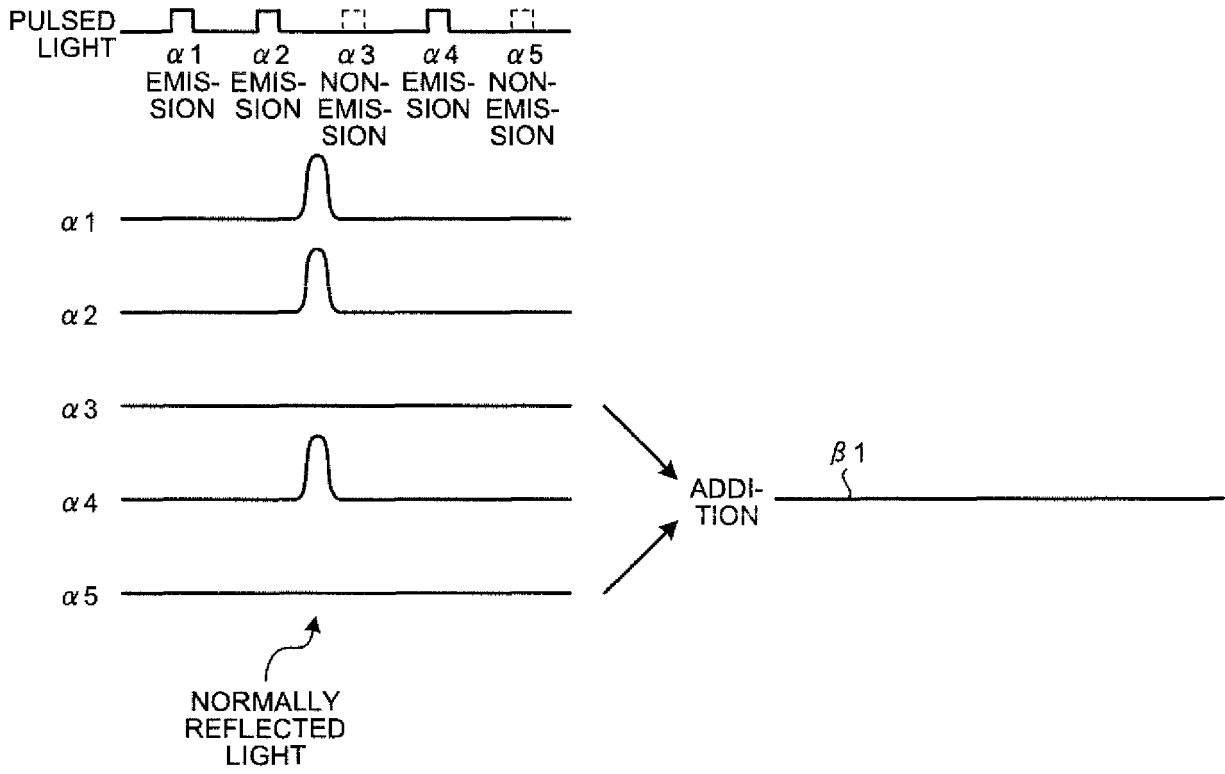 PULSED
LIGHT
α1 α2 α3 α4 α5
EMIS- EMIS- NON- EMIS- NON-
SION SION EMIS- SION EMIS-
SION SION
α1
α2
α3
α4
α5
ADDI-
TION
β1
NORMALLY
REFLECTED
LIGHT